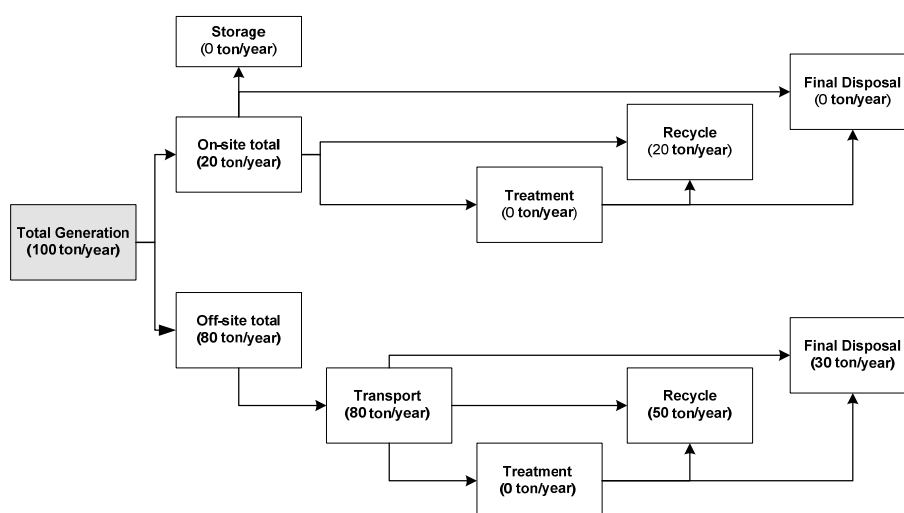 Storage
(0 ton/year)
Final Disposal
(0 ton/year)
On-site total
(20 ton/year)
Recycle
(20 ton/year)
Treatment
(0 ton/year)
Total Generation
(100 ton/year)
Off-site total
(80 ton/year)
Final Disposal
(30 ton/year)
Transport
(80 ton/year)
Recycle
(50 ton/year)
Treatment
(0 ton/year)